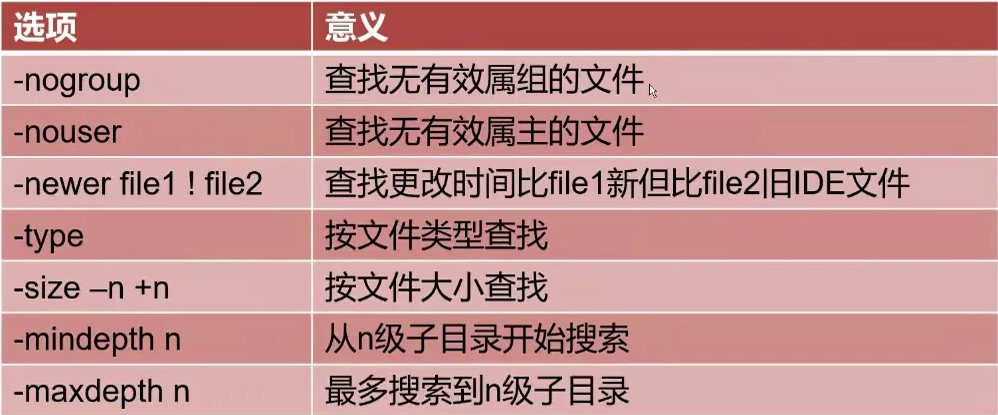 选项 意义
-nogroup 查找无有效属组的文件
-nouser 查找无有效属主的文件
-newer file1 ! file2 查找更改时间比file1新但比file2旧IDE文件
-type 按文件类型查找
-size –n +n 按文件大小查找
-mindepth n 从n级子目录开始搜索
-maxdepth n 最多搜索到n级子目录